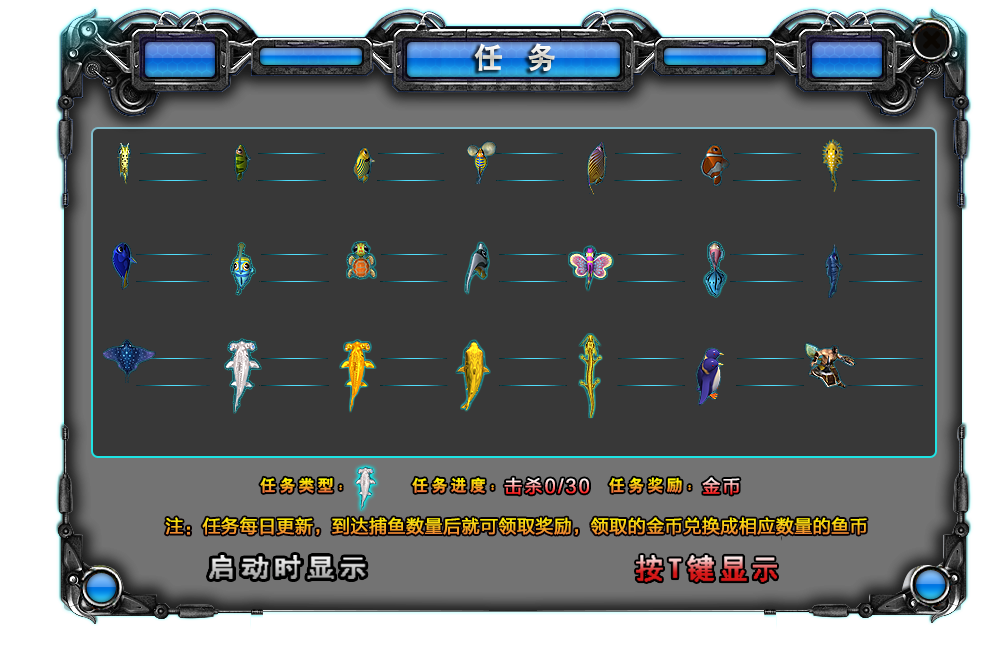 任务
任务类型： 任务进度：击杀0/30 任务奖励：金币
注：任务每日更新，到达捕鱼数量后就可领取奖励，领取的金币兑换成相应数量的鱼币
启动时显示 按T键显示